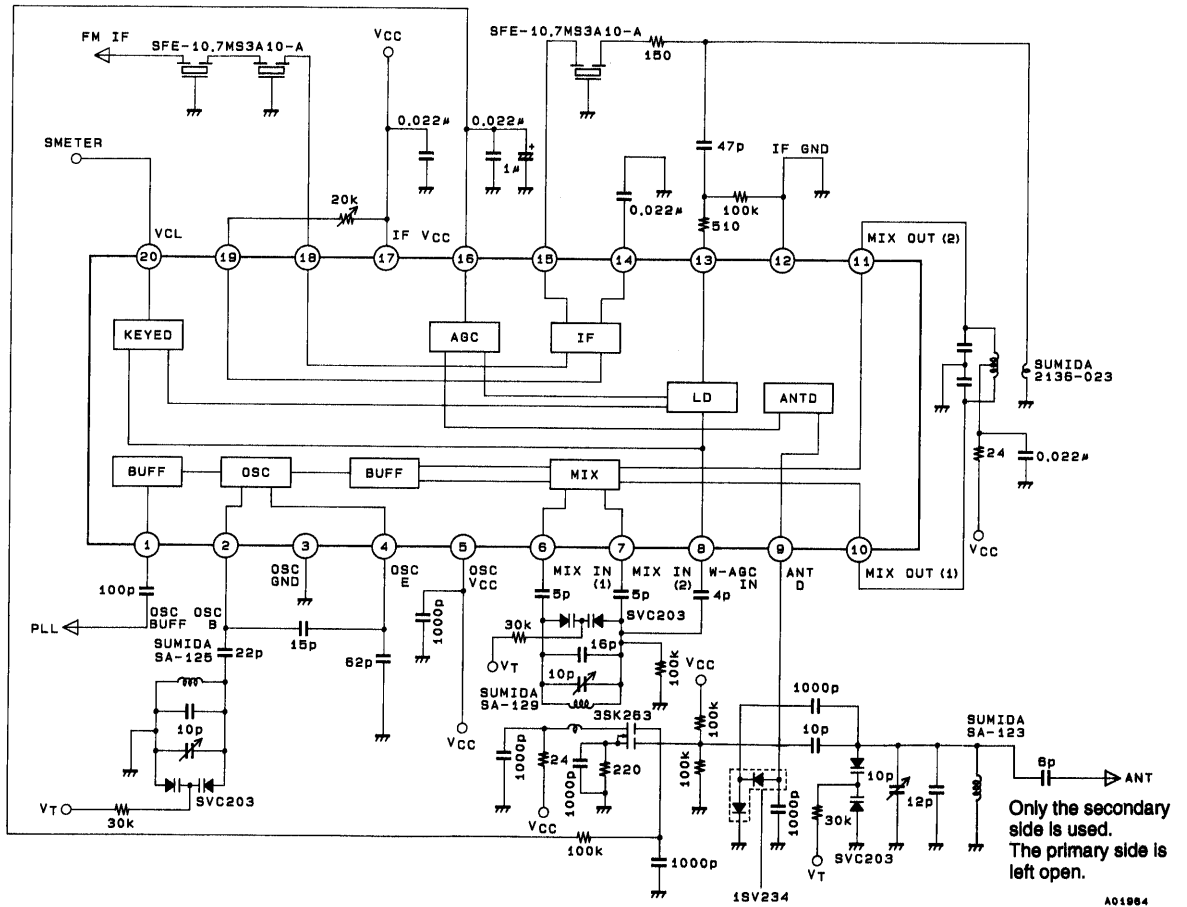 FM IF
SFE-10.7MS3A10-A
VCC
SFE-10.7MS3A10-A
150
SMETER
0.022μ
0.022μ
1μ
+
47p
IF GND
20k
0.022μ
100k
510
VCL
IF VCC
MIX OUT (2)
20
19
18
17
16
15
14
13
12
11
KEYED
AGC
IF
LD
ANTD
SUMIDA
2136-023
BUFF
OSC
BUFF
MIX
24
0.022μ
VCC
1
2
3
4
5
6
7
8
9
10
100p
OSC
BUFF
OSC
B
OSC
GND
OSC
E
OSC
VCC
MIX IN
(1)
MIX IN
(2)
W-AGC
IN
ANT
D
MIX OUT (1)
PLL
SUMIDA
SA-125
22p
15p
62p
1000p
VCC
5p
5p
4p
SVC203
30k
VT
16p
10p
SUMIDA
SA-129
100k
VCC
100k
100k
3SK263
1000p
24
VCC
1000p
220
10p
SVC203
VT
30k
100k
1000p
1000p
10p
1000p
1SV234
30k
VT
SVC203
10p
12p
SUMIDA
SA-123
6p
ANT
Only the secondary
side is used.
The primary side is
left open.
A01984